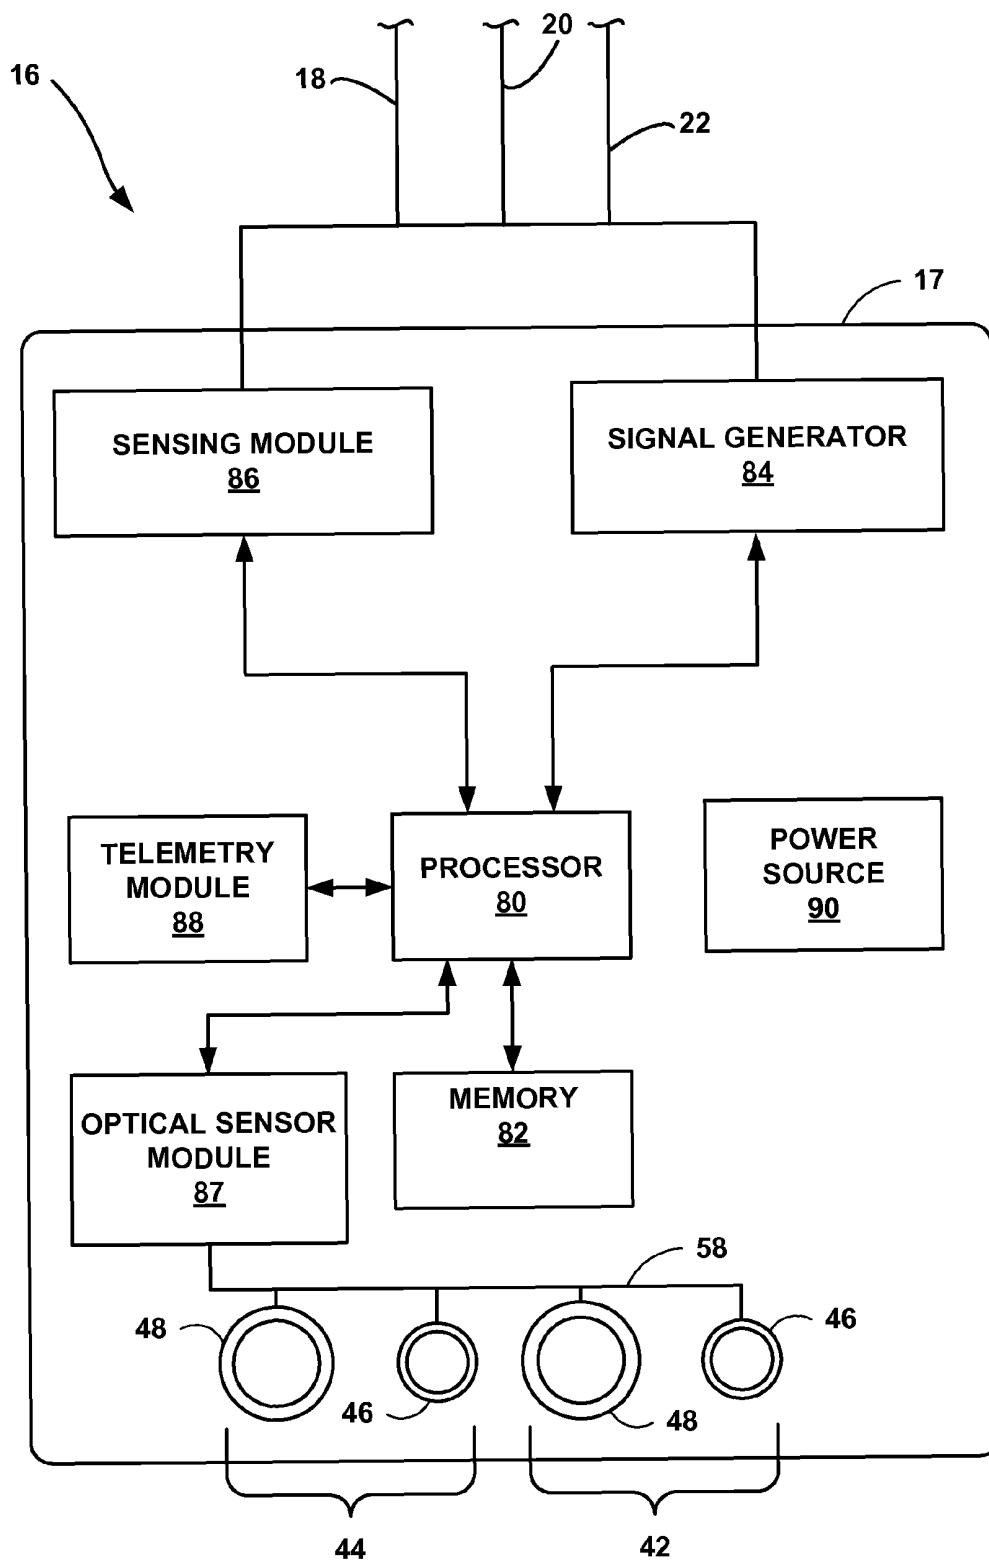 20
16
18
22
17
SENSING MODULE
86
SIGNAL GENERATOR
84
TELEMETRY
MODULE
88
PROCESSOR
80
POWER
SOURCE
90
OPTICAL SENSOR
MODULE
87
MEMORY
82
58
48
46
46
48
44
42